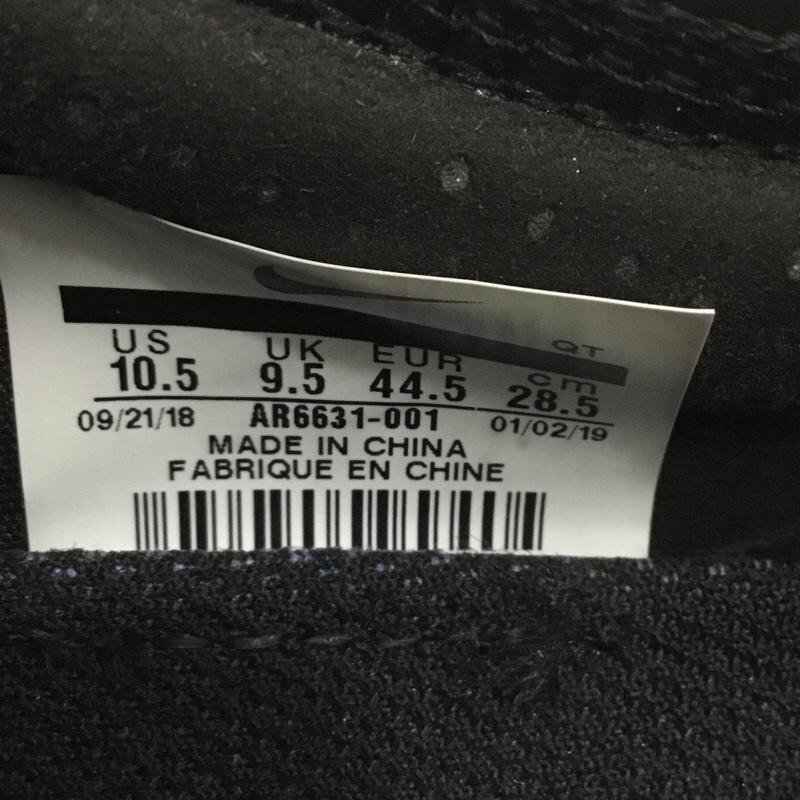 QT
US UK EUR cm
10.5 9.5 44.5 28.5
09/21/18 AR6631-001 01/02/19
MADE IN CHINA
FABRIQUE EN CHINE